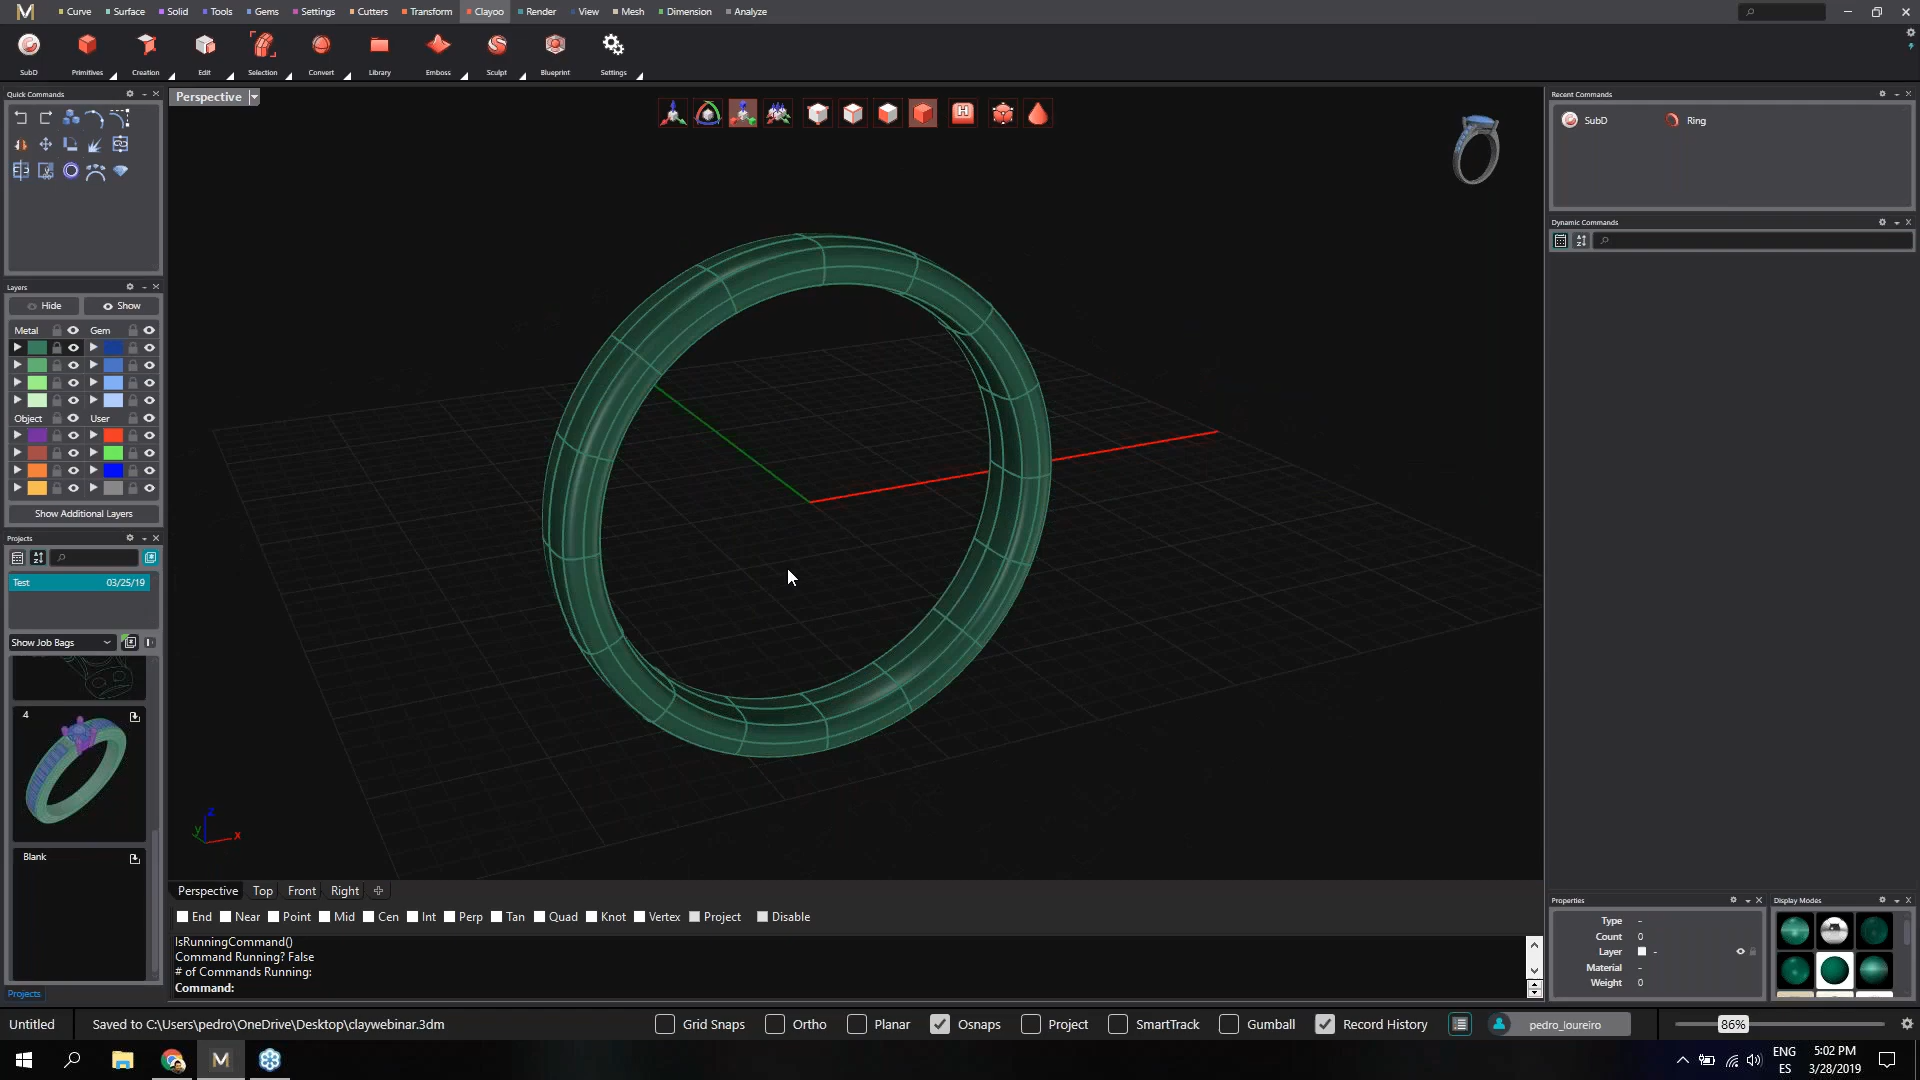 Curve Surface Solid Tools Gems Settings Cutters Transform Clayoo Render View Mesh Dimension Analyze
SubD Primitives Creation Edit Selection Convert Library Emboss Sculpt Blueprint Settings
Quick Commands
Perspective
Recent Commands
SubD Ring
Dynamic Commands
Layers
Hide Show
Metal Gem
Object User
Show Additional Layers
Projects
Test 03/25/19
Show Job Bags
4
Blank
Projects
z
y
x
Perspective Top Front Right
End Near Point Mid Cen Int Perp Tan Quad Knot Vertex Project Disable
IsRunningCommand()
Command Running? False
# of Commands Running:
Command:
Properties
Type -
Count 0
Layer -
Material -
Weight 0
Display Modes
Untitled Saved to C:\Users\pedro\OneDrive\Desktop\claywebinar.3dm Grid Snaps Ortho Planar Osnaps Project SmartTrack Gumball Record History pedro_loureiro 86%
ENG
ES
5:02 PM
3/28/2019